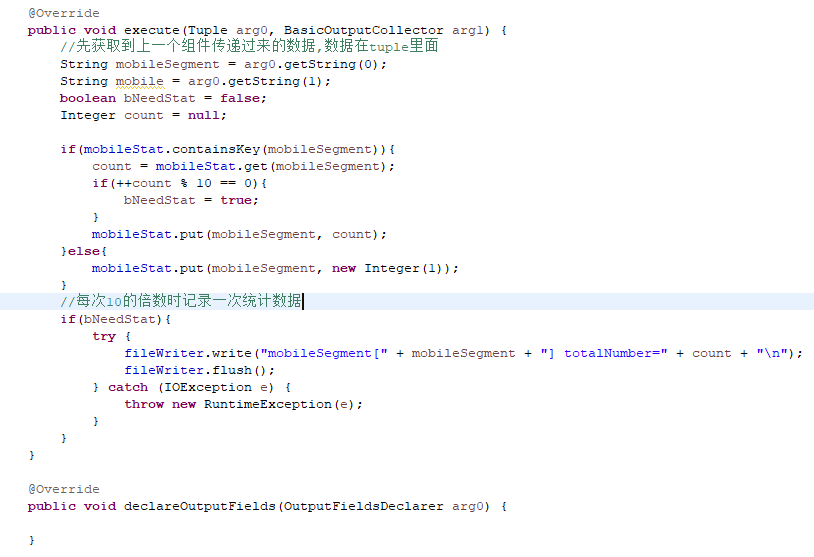 @Override
public void execute(Tuple arg0, BasicOutputCollector arg1) {
//先获取到上一个组件传递过来的数据,数据在tuple里面
String mobileSegment = arg0.getString(0);
String mobile = arg0.getString(1);
boolean bNeedStat = false;
Integer count = null;
if(mobileStat.containsKey(mobileSegment)){
count = mobileStat.get(mobileSegment);
if(++count % 10 == 0){
bNeedStat = true;
}
mobileStat.put(mobileSegment, count);
}else{
mobileStat.put(mobileSegment, new Integer(1));
}
//每次10的倍数时记录一次统计数据
if(bNeedStat){
try {
fileWriter.write("mobileSegment[" + mobileSegment + "] totalNumber=" + count + "\n");
fileWriter.flush();
} catch (IOException e) {
throw new RuntimeException(e);
}
}
}
@Override
public void declareOutputFields(OutputFieldsDeclarer arg0) {
}